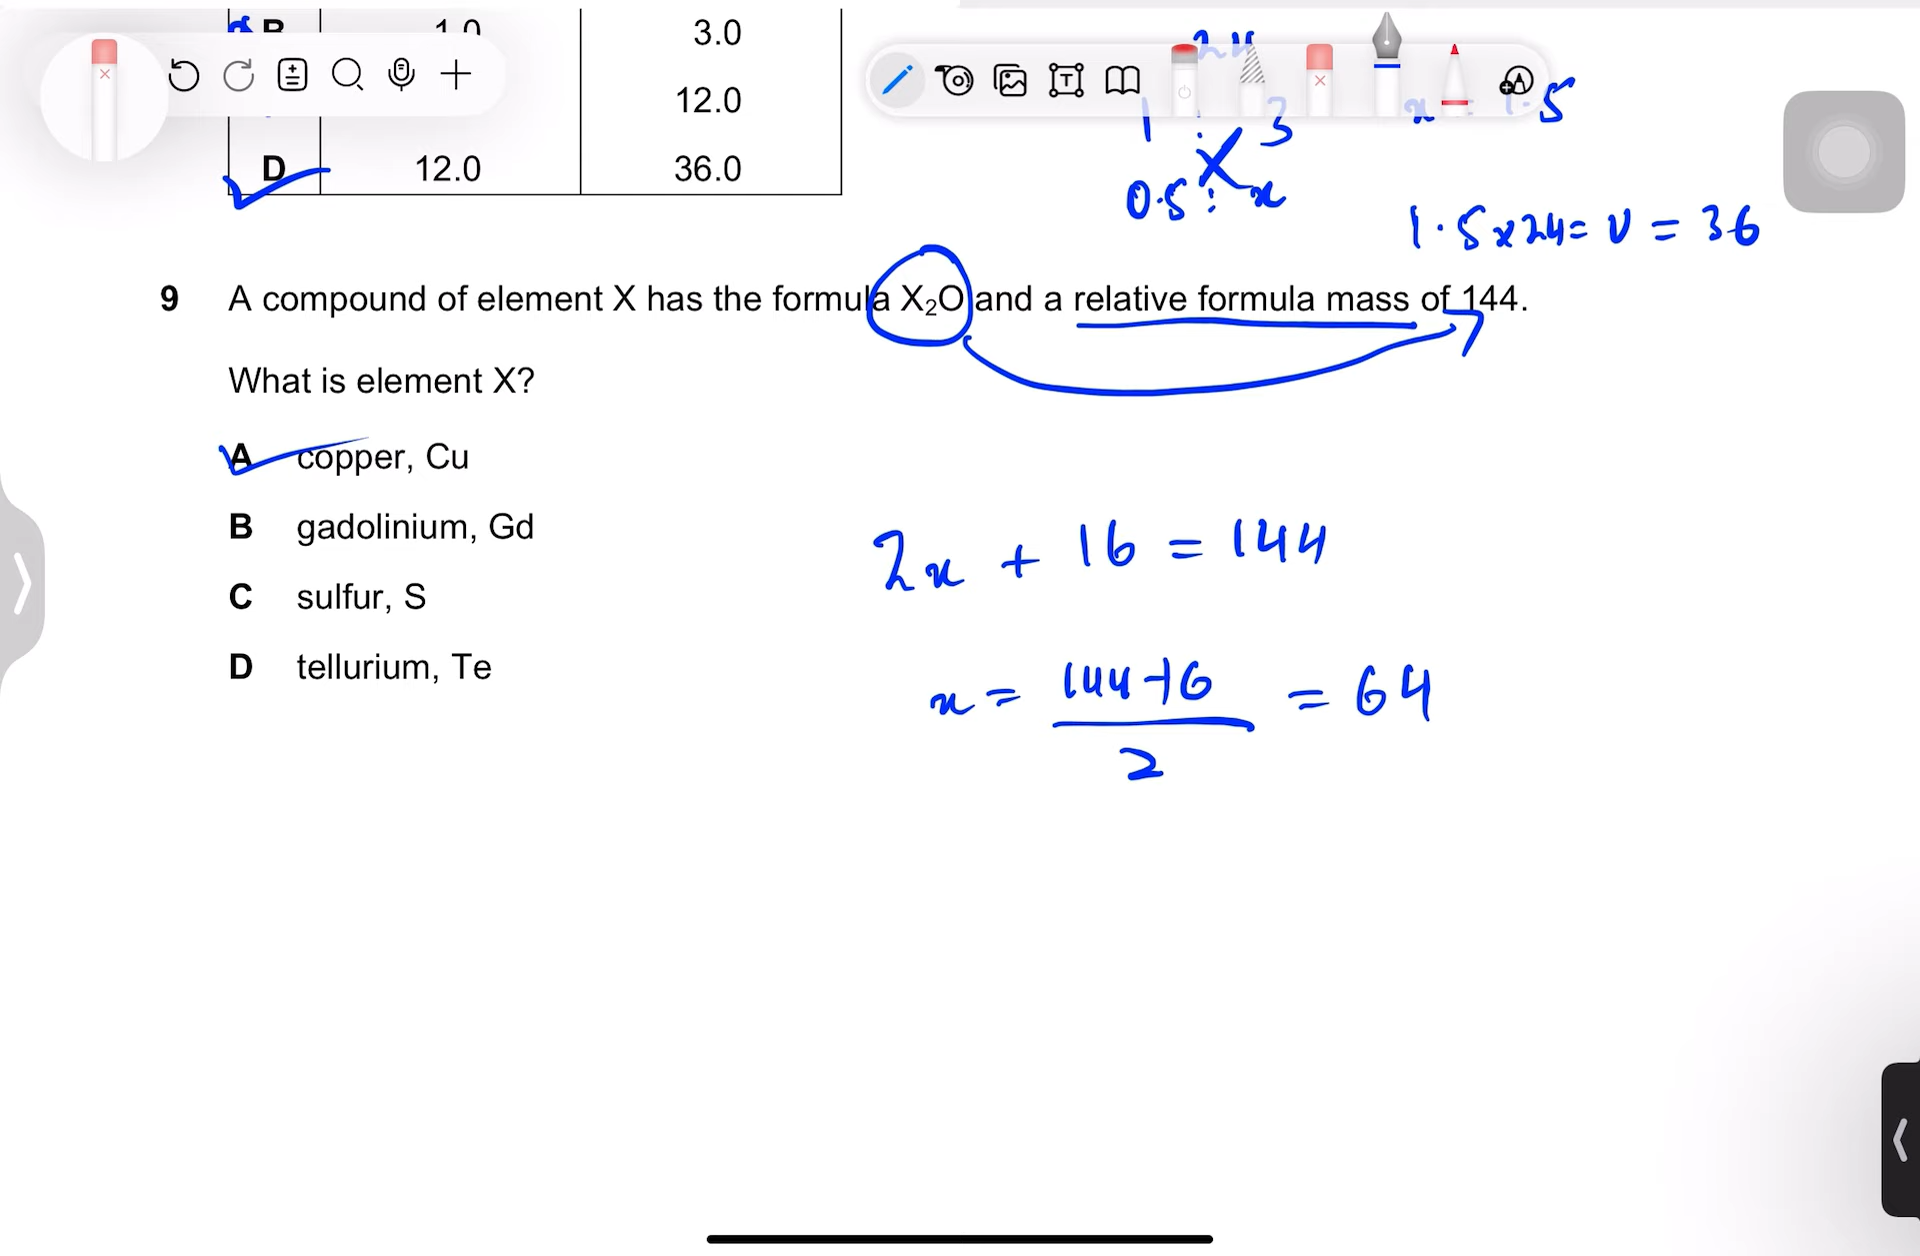 3.0
12.0
D 12.0 36.0
24
1 : 3
0.5 : x
1.5x24= V = 36
9 A compound of element X has the formula X₂O and a relative formula mass of 144.
What is element X?
A copper, Cu
B gadolinium, Gd
C sulfur, S
D tellurium, Te
2x + 16 = 144
x = 144-16 / 2 = 64